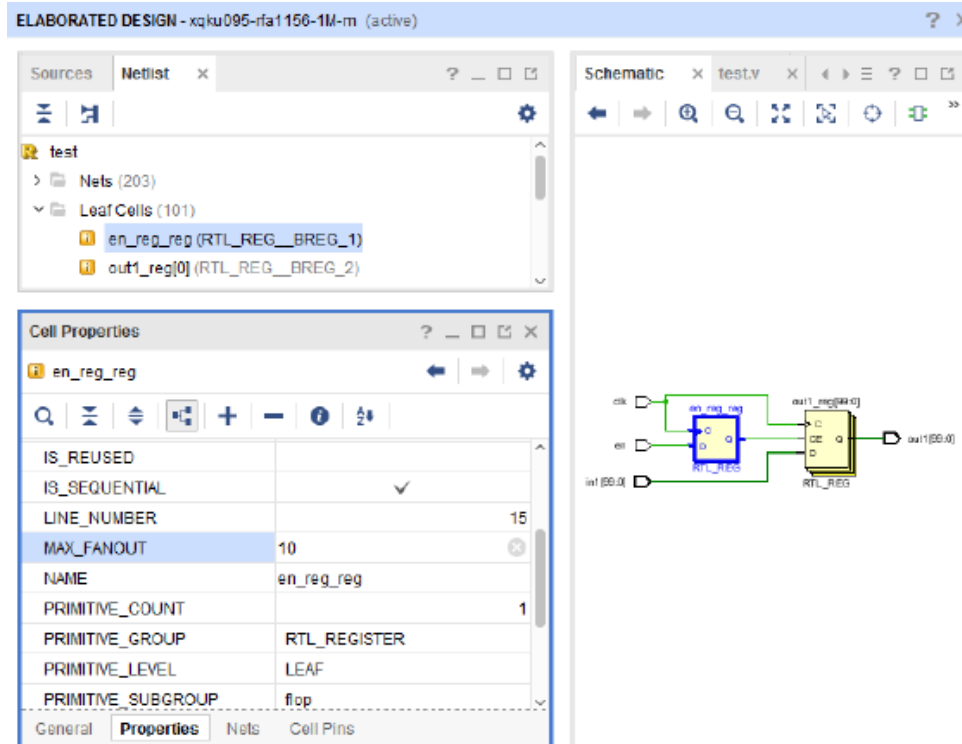 ELABORATED DESIGN - xqku095-rfa1156-1M-m (active)
Sources Netlist
test
Nets (203)
Leaf Cells (101)
en_reg_reg (RTL_REG__BREG_1)
out1_reg[0] (RTL_REG__BREG_2)
Cell Properties
en_reg_reg
IS_REUSED
IS_SEQUENTIAL
LINE_NUMBER 15
MAX_FANOUT 10
NAME en_reg_reg
PRIMITIVE_COUNT 1
PRIMITIVE_GROUP RTL_REGISTER
PRIMITIVE_LEVEL LEAF
PRIMITIVE_SUBGROUP flop
General Properties Nets Cell Pins
Schematic test.v
clk
en
in1[99:0]
en_reg_reg
C
D Q
RTL_REG
out1_reg[99:0]
C
CE Q
D
RTL_REG
out1[99:0]